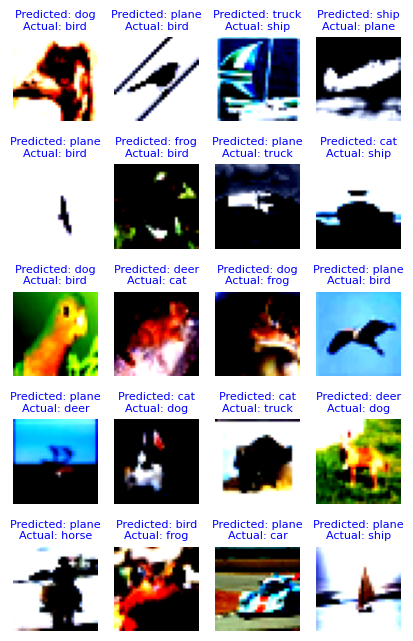 Predicted: dog
Actual: bird
Predicted: plane
Actual: bird
Predicted: truck
Actual: ship
Predicted: ship
Actual: plane
Predicted: plane
Actual: bird
Predicted: frog
Actual: bird
Predicted: plane
Actual: truck
Predicted: cat
Actual: ship
Predicted: dog
Actual: bird
Predicted: deer
Actual: cat
Predicted: dog
Actual: frog
Predicted: plane
Actual: bird
Predicted: plane
Actual: deer
Predicted: cat
Actual: dog
Predicted: cat
Actual: truck
Predicted: deer
Actual: dog
Predicted: plane
Actual: horse
Predicted: bird
Actual: frog
Predicted: plane
Actual: car
Predicted: plane
Actual: ship